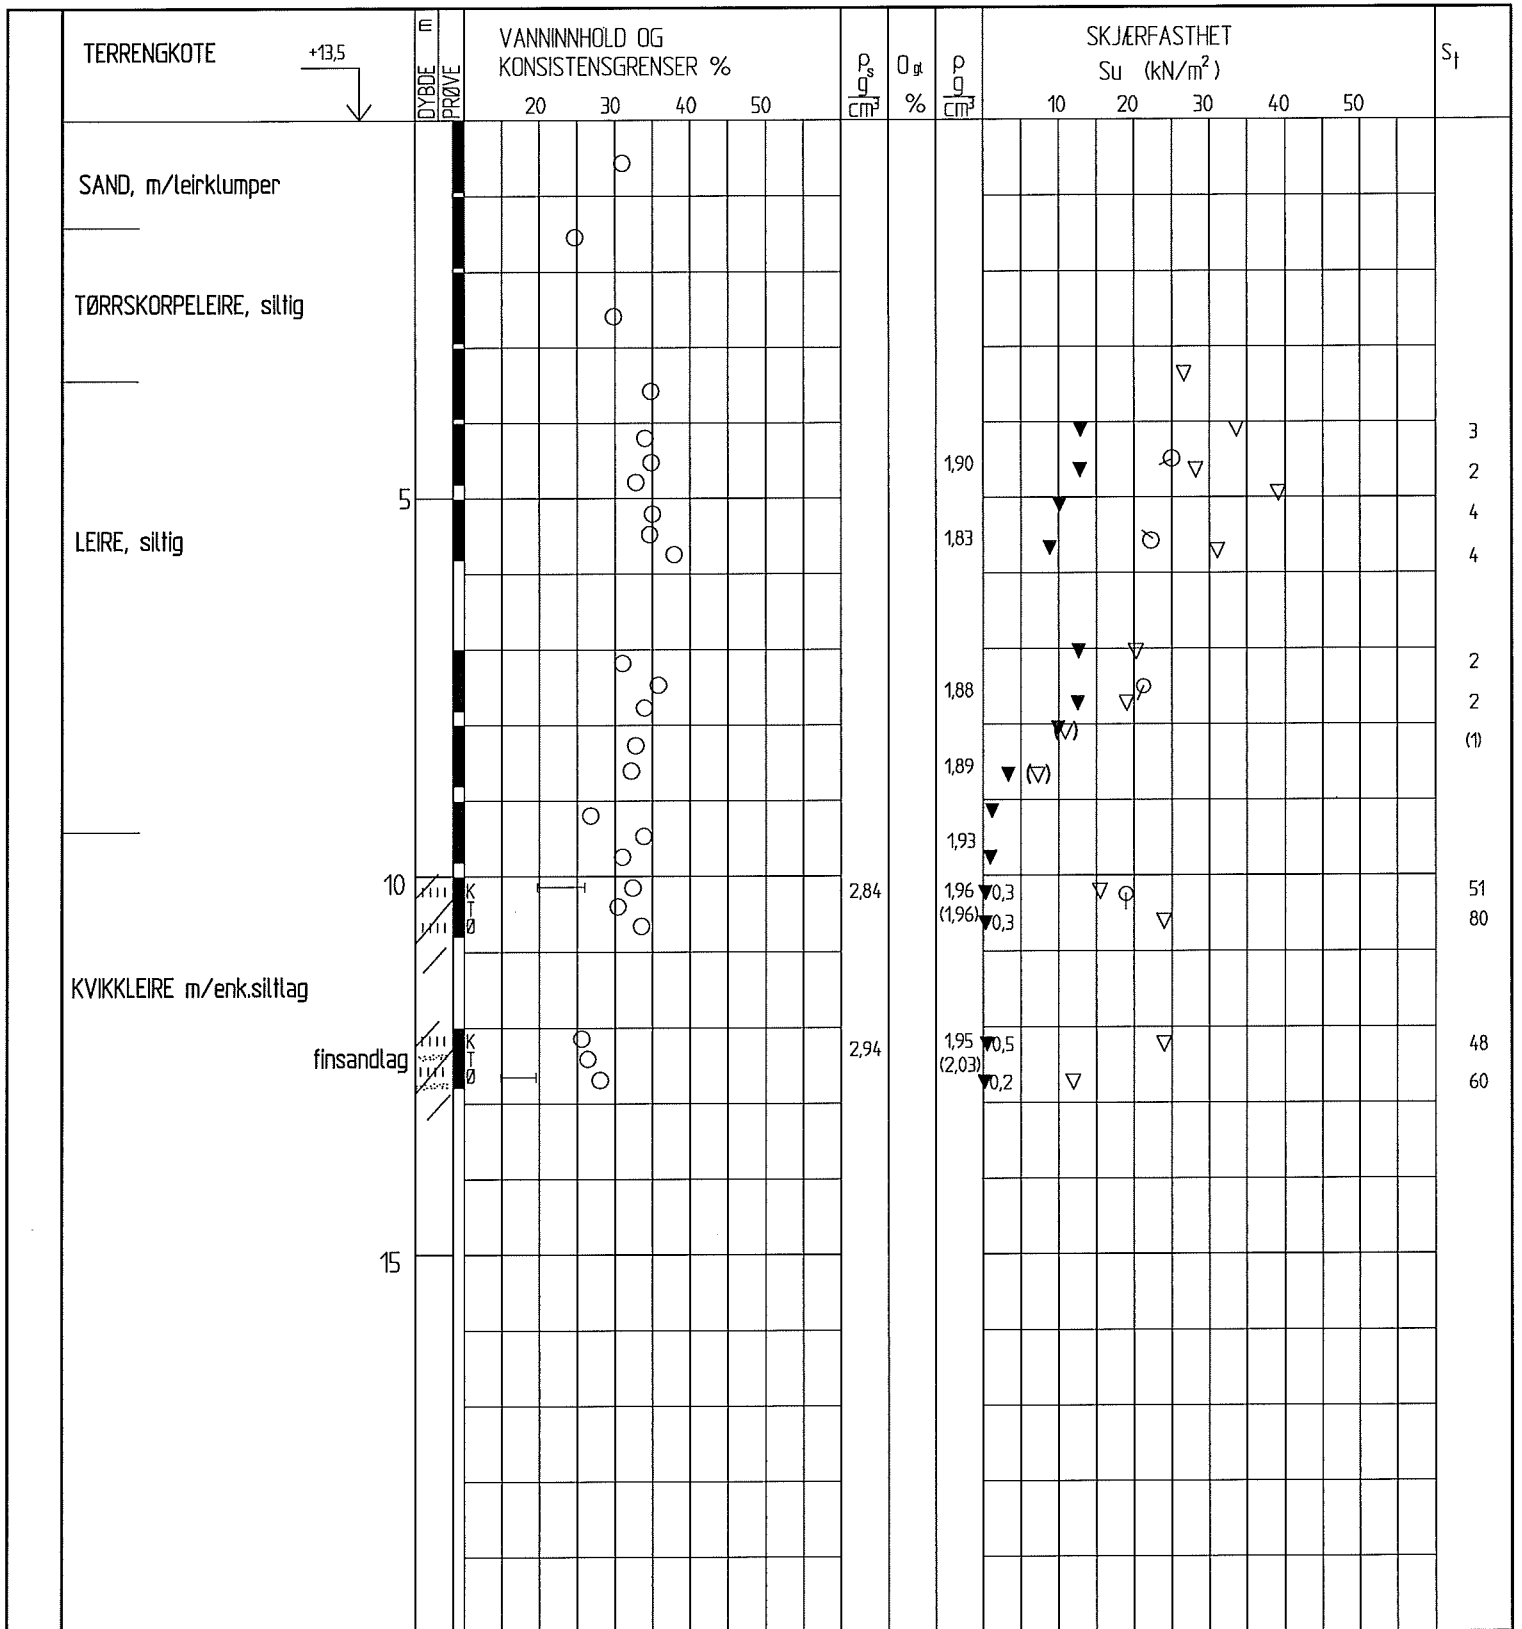 TERRENGKOTE +13,5
m
DYBDE
PRØVE
VANNINNHOLD OG
KONSISTENSGRENSER %
20 30 40 50
ρs g cm³
O gl %
ρ g cm³
SKJÆRFASTHET
Su (kN/m²)
10 20 30 40 50
St
SAND, m/leirklumper
TØRRSKORPELEIRE, siltig
3
1,90
2
5
4
LEIRE, siltig
1,83
4
2
1,88
2
( )
(1)
1,89
( )
1,93
10
K
T
Ø
2,84
1,96
0,3
51
(1,96)
0,3
80
KVIKKLEIRE m/enk.siltlag
finsandlag
K
T
Ø
2,94
1,95
0,5
48
(2,03)
0,2
60
15